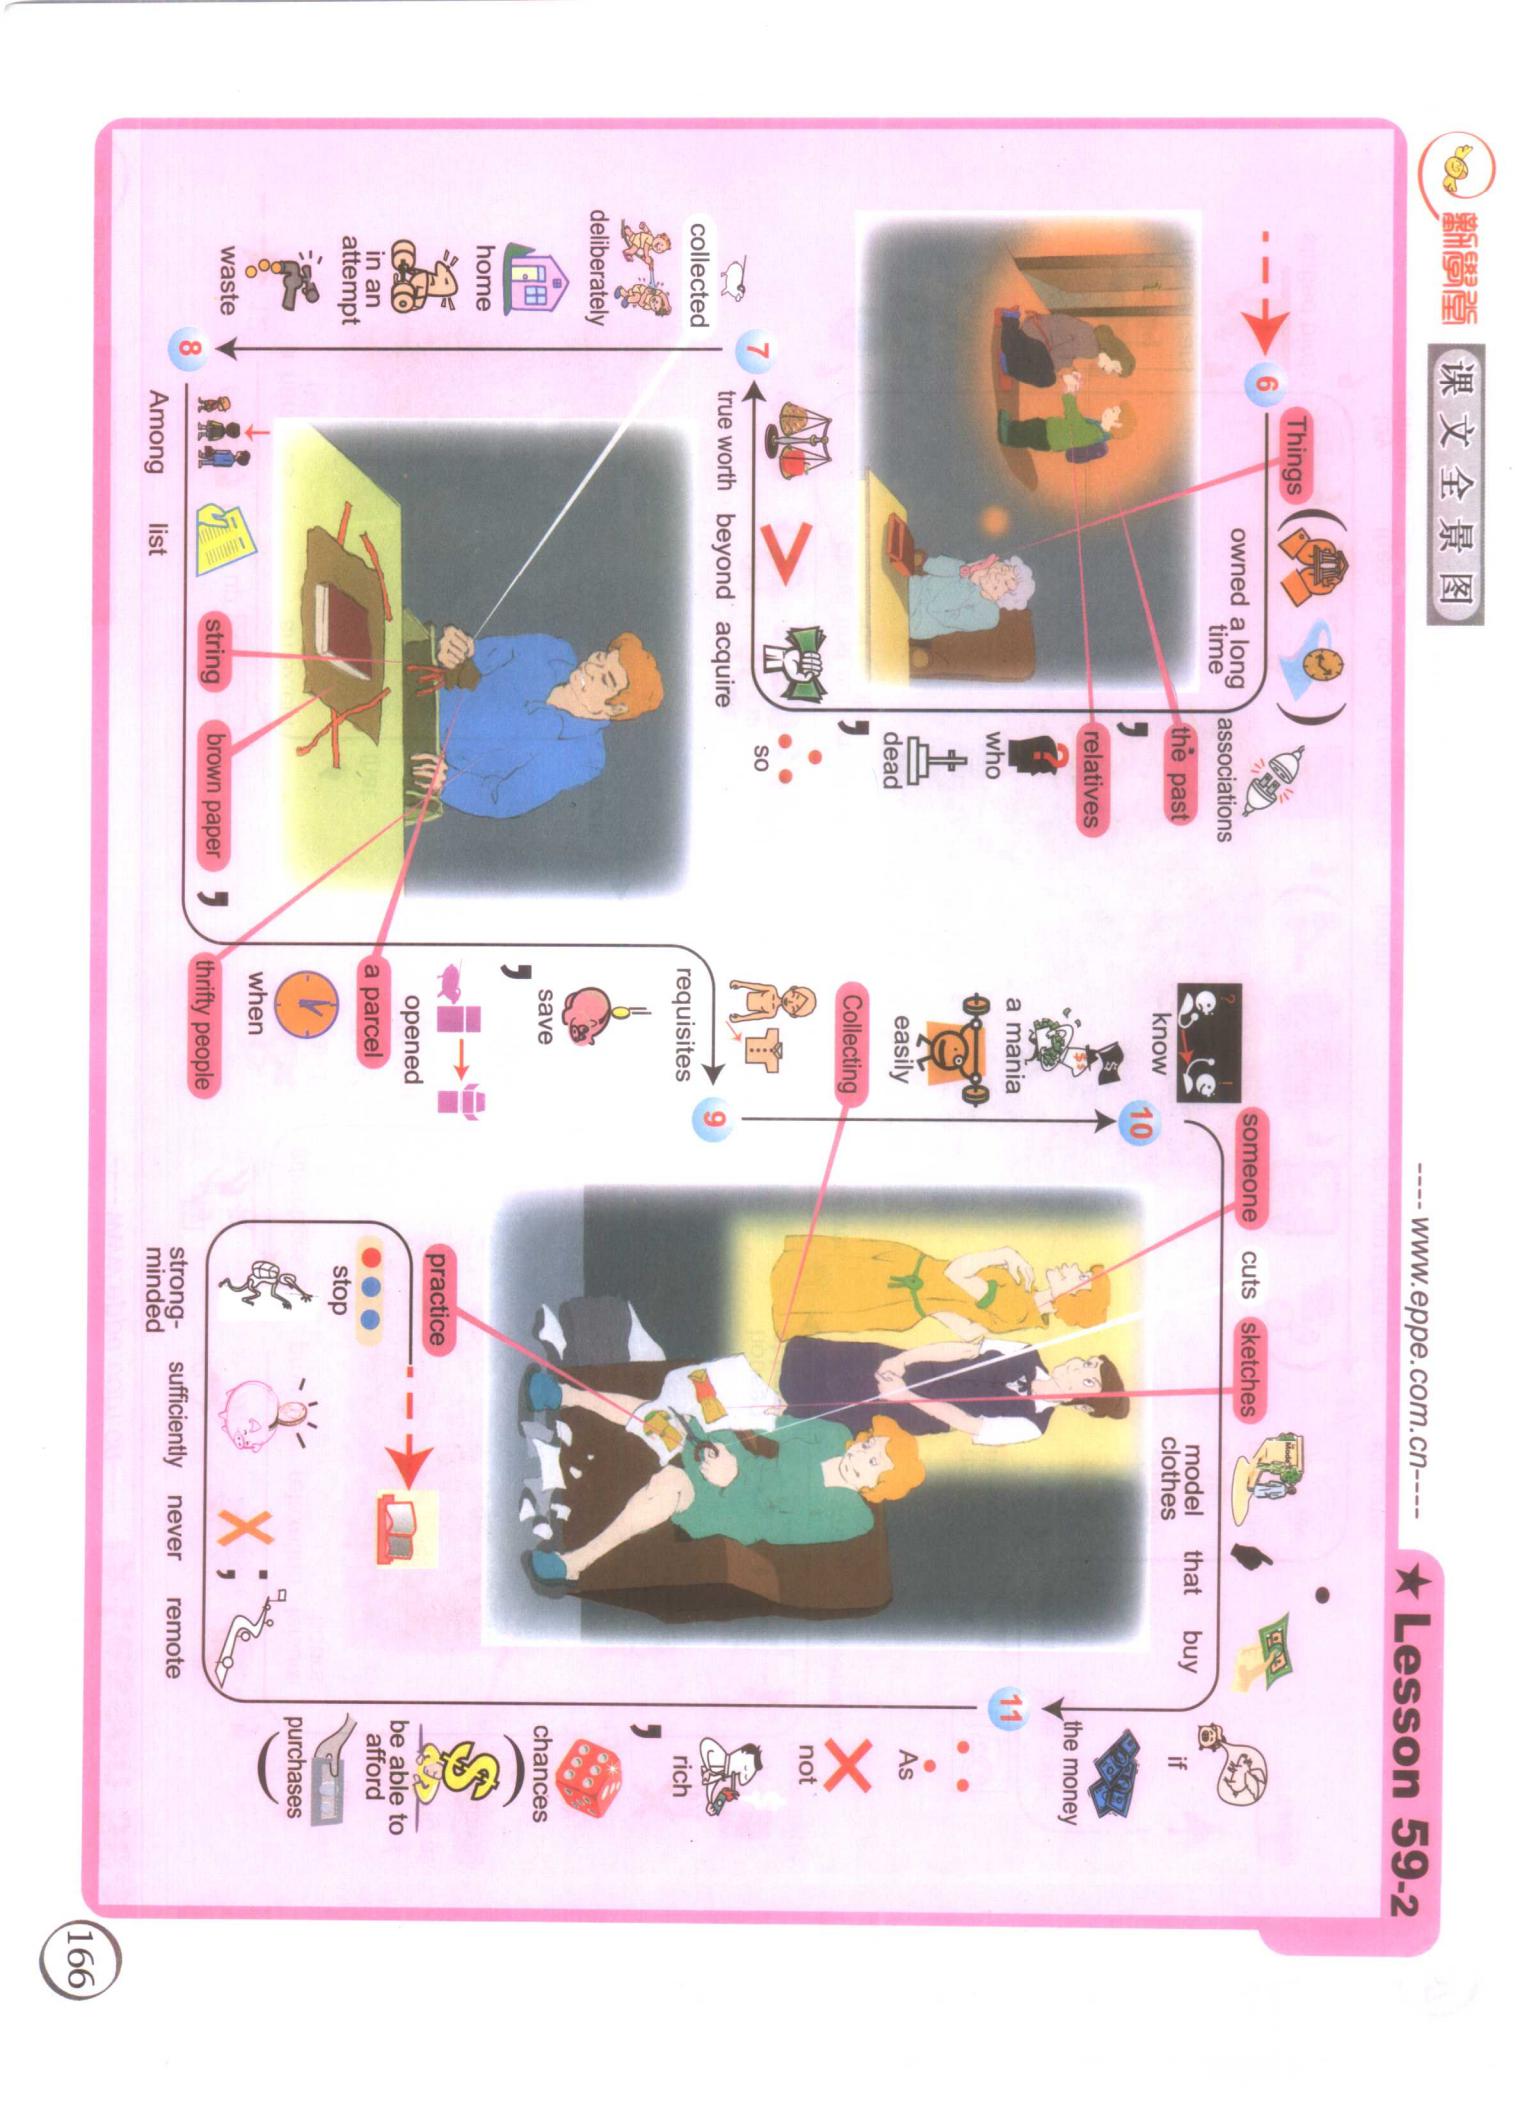 新學堂
课文全景图
----www.eppe.com.cn----
★ Lesson 59-2
6
Things
owned a long
time
associations
the past
,
relatives
who
dead
,
so
acquire
beyond
true worth
7
collected
deliberately
home
in an
attempt
waste
8
Among
list
string
brown paper
,
thrifty people
when
opened
a parcel
,
save
requisites
9
Collecting
easily
a mania
10
know
someone
cuts
sketches
model
clothes
that
buy
if
the money
11
As
not
rich
,
chances
(
be able to
afford
purchases
)
remote
;
never
sufficiently
strong-
minded
stop
practice
166